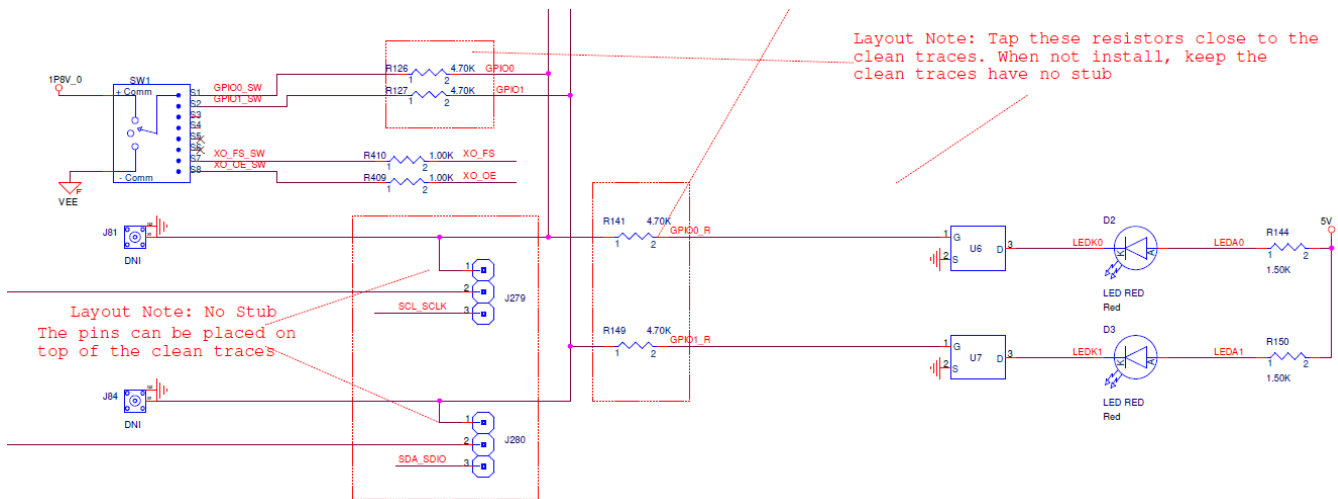 Layout Note: Tap these resistors close to the
clean traces. When not install, keep the
clean traces have no stub
1P8V_0
SW1
+ Comm
- Comm
VEE
F
S1
S2
S3
S4
S5
S6
S7
S8
GPIO0_SW
GPIO1_SW
XO_FS_SW
XO_OE_SW
R126 4.70K GPIO0
1 2
R127 4.70K GPIO1
1 2
R410 1.00K XO_FS
1 2
R409 1.00K XO_OE
1 2
J81
DNI
R141 4.70K
GPIO0_R
1 2
1 G
2 S
U6
D 3
LEDK0
D2
K A
LED RED
Red
LEDA0
R144
1 2
1.50K
5V
1
2
3
J279
SCL_SCLK
Layout Note: No Stub
The pins can be placed on
top of the clean traces
R149 4.70K
GPIO1_R
1 2
1 G
2 S
U7
D 3
LEDK1
D3
K A
LED RED
Red
LEDA1
R150
1 2
1.50K
J84
DNI
1
2
3
J280
SDA_SDIO